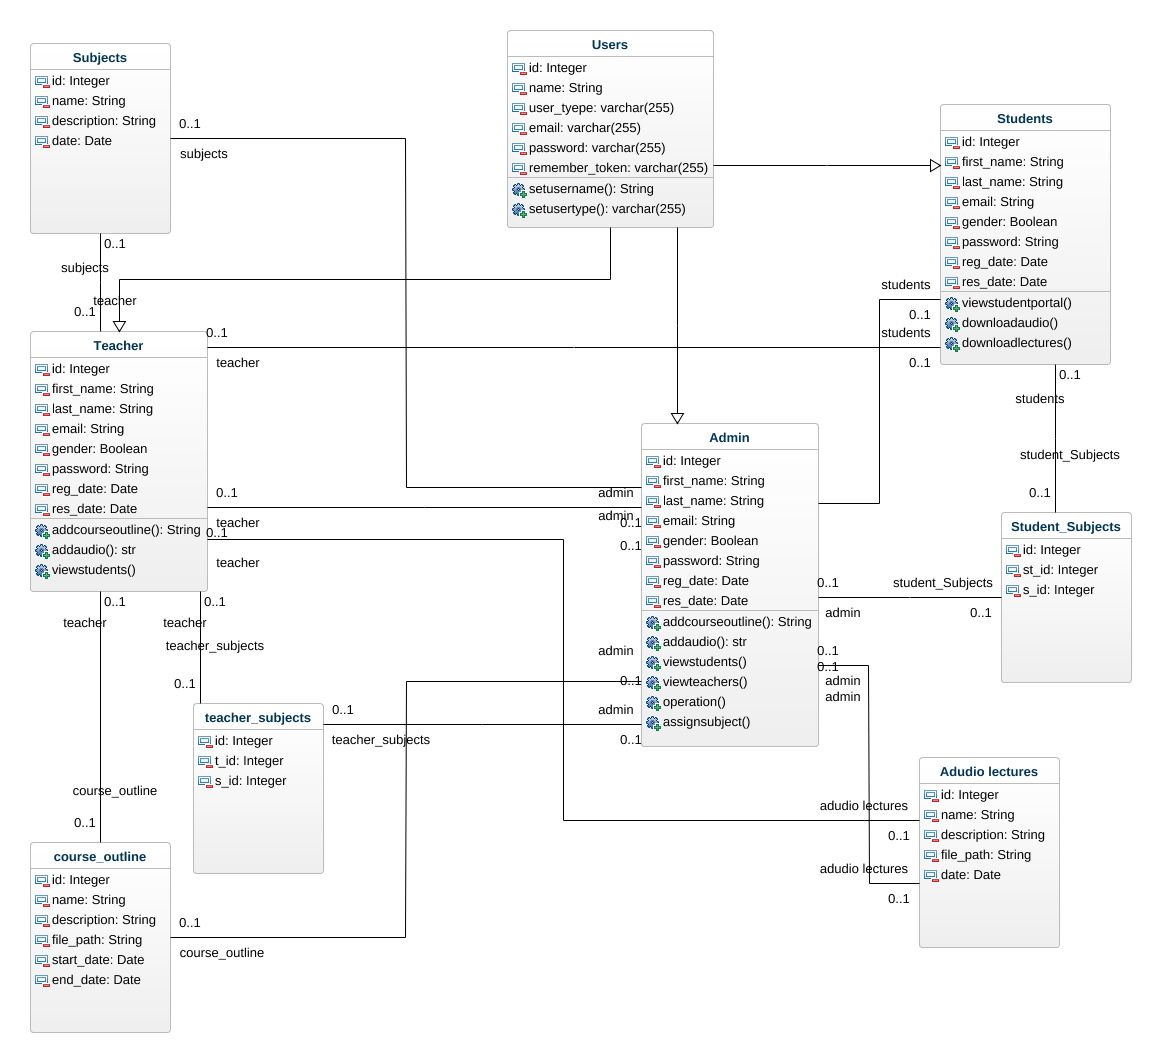 Subjects
id: Integer
name: String
description: String
date: Date
0..1
subjects
0..1
subjects
teacher
0..1
Users
id: Integer
name: String
user_tyepe: varchar(255)
email: varchar(255)
password: varchar(255)
remember_token: varchar(255)
setusername(): String
setusertype(): varchar(255)
Students
id: Integer
first_name: String
last_name: String
email: String
gender: Boolean
password: String
reg_date: Date
res_date: Date
viewstudentportal()
downloadaudio()
downloadlectures()
students
0..1
students
0..1
0..1
students
student_Subjects
0..1
Teacher
id: Integer
first_name: String
last_name: String
email: String
gender: Boolean
password: String
reg_date: Date
res_date: Date
addcourseoutline(): String
addaudio(): str
viewstudents()
0..1
teacher
0..1
teacher
0..1
teacher
0..1
teacher
0..1
teacher
teacher_subjects
0..1
Admin
id: Integer
first_name: String
last_name: String
email: String
gender: Boolean
password: String
reg_date: Date
res_date: Date
addcourseoutline(): String
addaudio(): str
viewstudents()
viewteachers()
operation()
assignsubject()
admin
admin
0..1
0..1
admin
0..1
admin
0..1
0..1
admin
0..1
0..1
admin
admin
student_Subjects
0..1
Student_Subjects
id: Integer
st_id: Integer
s_id: Integer
teacher_subjects
id: Integer
t_id: Integer
s_id: Integer
0..1
teacher_subjects
course_outline
0..1
course_outline
id: Integer
name: String
description: String
file_path: String
start_date: Date
end_date: Date
0..1
course_outline
adudio lectures
0..1
adudio lectures
0..1
Adudio lectures
id: Integer
name: String
description: String
file_path: String
date: Date